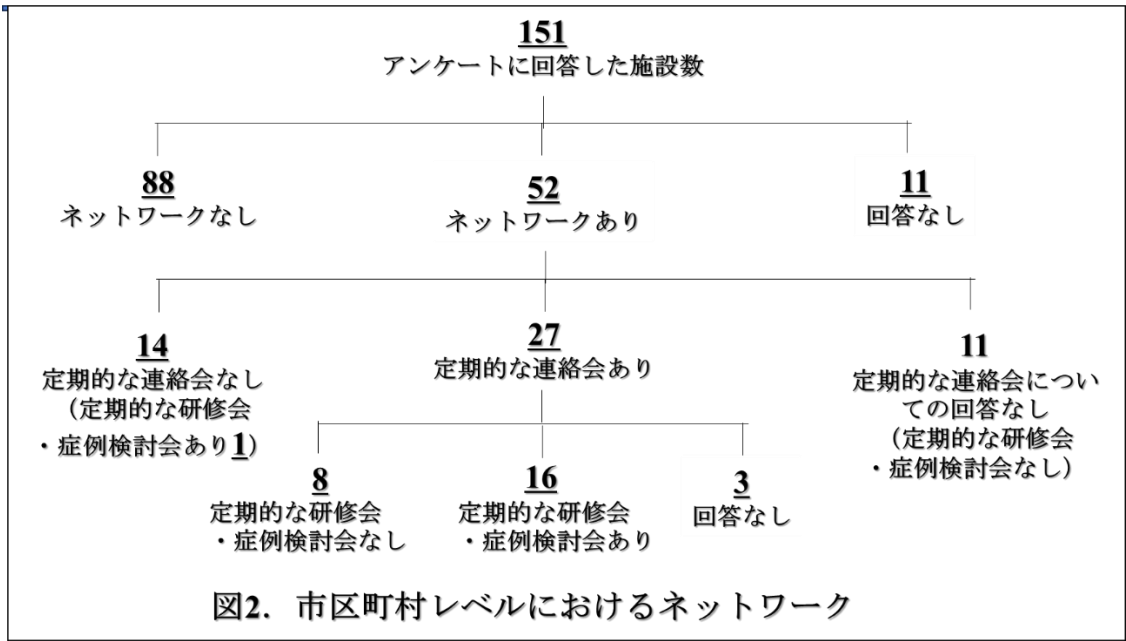 151
アンケートに回答した施設数
88
ネットワークなし
52
ネットワークあり
11
回答なし
14
定期的な連絡会なし
（定期的な研修会
・症例検討会あり1）
27
定期的な連絡会あり
11
定期的な連絡会につい
ての回答なし
（定期的な研修会
・症例検討会なし）
8
定期的な研修会
・症例検討会なし
16
定期的な研修会
・症例検討会あり
3
回答なし
図2．市区町村レベルにおけるネットワーク